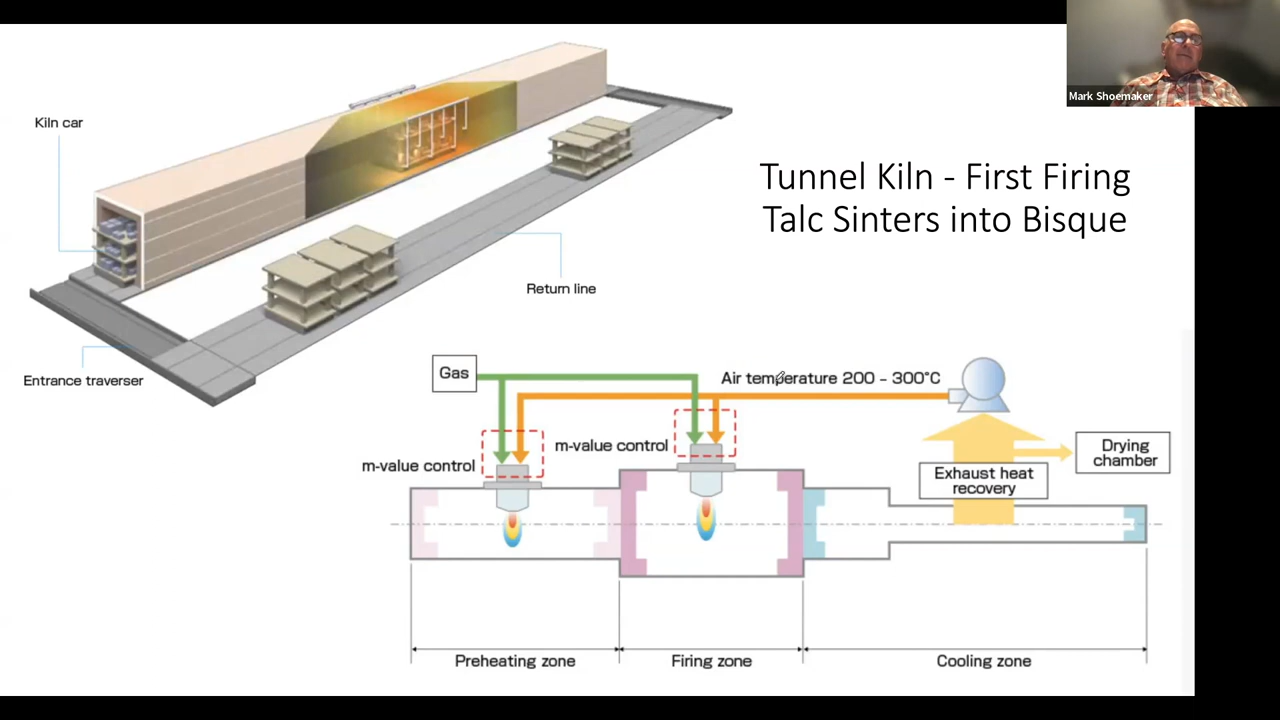 Mark Shoemaker
Kiln car
Tunnel Kiln - First Firing
Talc Sinters into Bisque
Return line
Entrance traverser
Gas
Air temperature 200 – 300°C
m-value control
m-value control
Drying
chamber
Exhaust heat
recovery
Preheating zone
Firing zone
Cooling zone